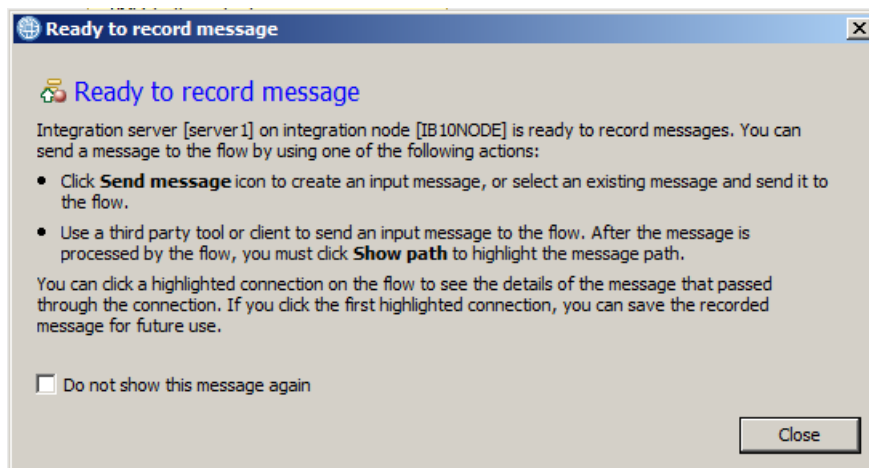 Ready to record message
Ready to record message
Integration server [server1] on integration node [IB10NODE] is ready to record messages. You can
send a message to the flow by using one of the following actions:
• Click Send message icon to create an input message, or select an existing message and send it to
the flow.
• Use a third party tool or client to send an input message to the flow. After the message is
processed by the flow, you must click Show path to highlight the message path.
You can click a highlighted connection on the flow to see the details of the message that passed
through the connection. If you click the first highlighted connection, you can save the recorded
message for future use.
Do not show this message again
Close